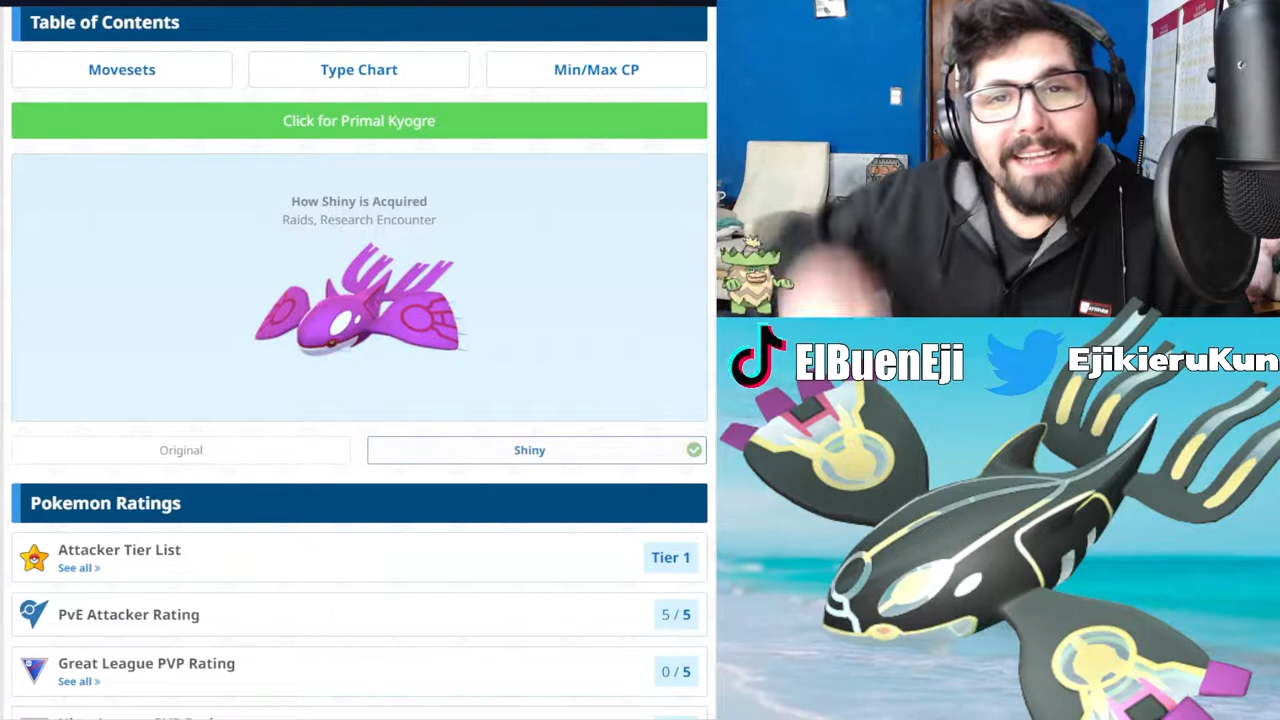 Table of Contents
Movesets
Type Chart
Min/Max CP
Click for Primal Kyogre
How Shiny is Acquired
Raids, Research Encounter
Original
Shiny
Pokemon Ratings
Attacker Tier List
See all »
Tier 1
PvE Attacker Rating
5 / 5
Great League PVP Rating
See all »
0 / 5
ElBuenEji
EjikieruKun